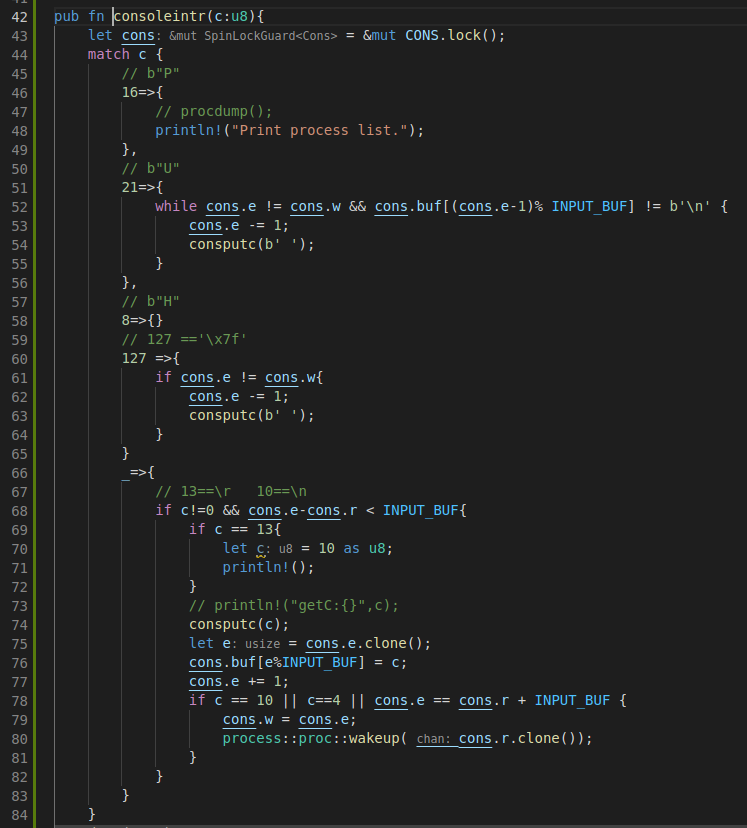 41
42 pub fn consoleintr(c:u8){
43     let cons: &mut SpinLockGuard<Cons> = &mut CONS.lock();
44     match c {
45         // b"P"
46         16=>{
47             // procdump();
48             println!("Print process list.");
49         },
50         // b"U"
51         21=>{
52             while cons.e != cons.w && cons.buf[(cons.e-1)% INPUT_BUF] != b'\n' {
53                 cons.e -= 1;
54                 consputc(b' ');
55             }
56         },
57         // b"H"
58         8=>{}
59         // 127 =='\x7f'
60         127 =>{
61             if cons.e != cons.w{
62                 cons.e -= 1;
63                 consputc(b' ');
64             }
65         }
66         _=>{
67             // 13==\r   10==\n
68             if c!=0 && cons.e-cons.r < INPUT_BUF{
69                 if c == 13{
70                     let c: u8 = 10 as u8;
71                     println!();
72                 }
73                 // println!("getC:{}",c);
74                 consputc(c);
75                 let e: usize = cons.e.clone();
76                 cons.buf[e%INPUT_BUF] = c;
77                 cons.e += 1;
78                 if c == 10 || c==4 || cons.e == cons.r + INPUT_BUF {
79                     cons.w = cons.e;
80                     process::proc::wakeup( chan: cons.r.clone());
81                 }
82             }
83         }
84     }